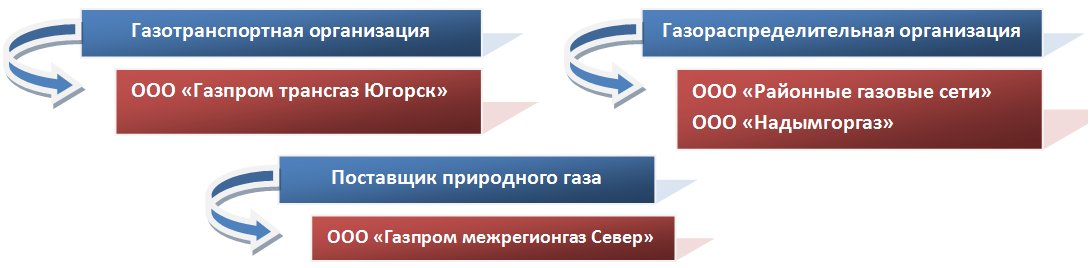 Газотранспортная организация
ООО «Газпром трансгаз Югорск»
Газораспределительная организация
ООО «Районные газовые сети»
ООО «Надымгоргаз»
Поставщик природного газа
ООО «Газпром межрегионгаз Север»